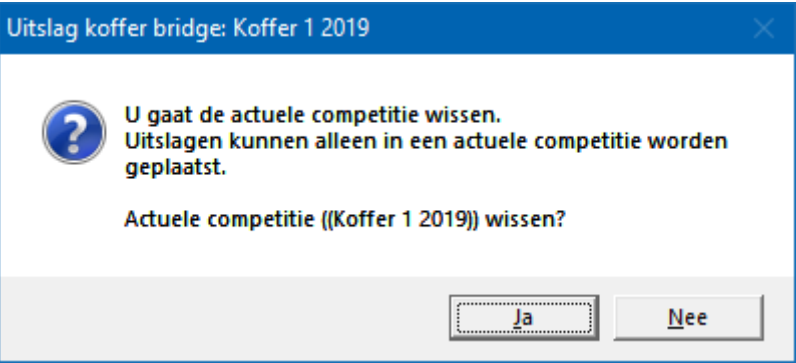 Uitslag koffer bridge: Koffer 1 2019
U gaat de actuele competitie wissen.
Uitslagen kunnen alleen in een actuele competitie worden
geplaatst.
Actuele competitie ((Koffer 1 2019)) wissen?
Ja
Nee